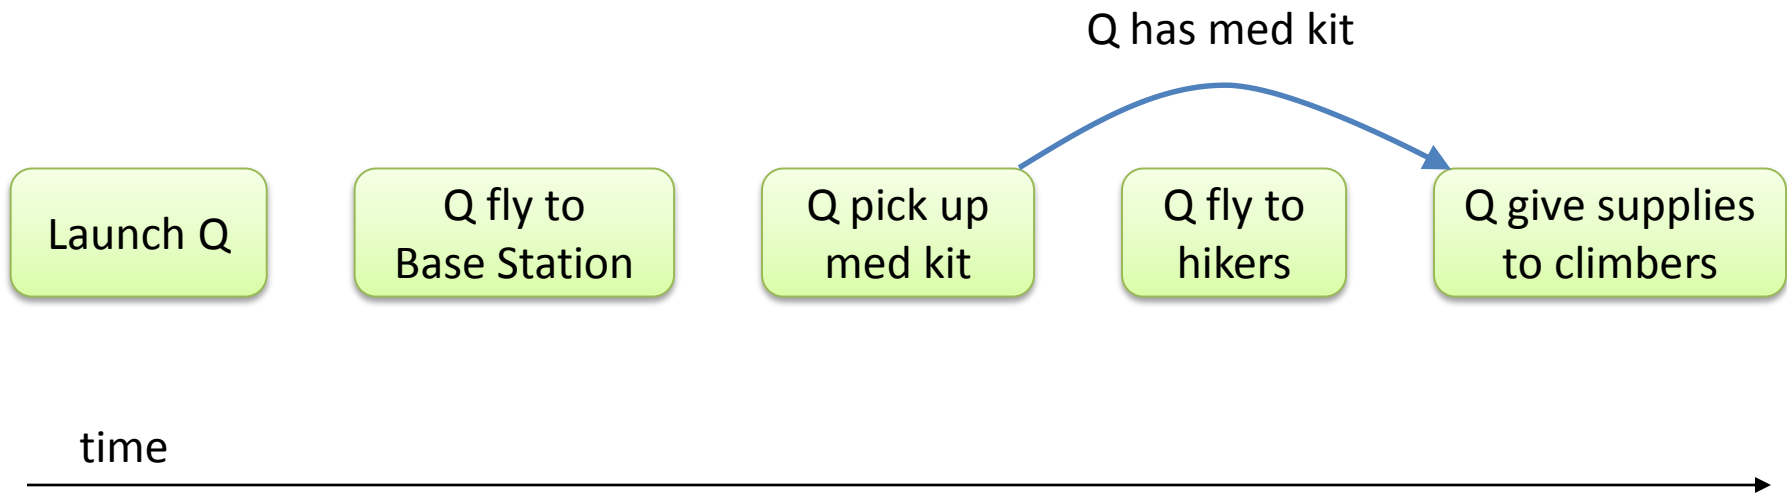 Q has med kit
Launch Q
Q fly to
Base Station
Q pick up
med kit
Q fly to
hikers
Q give supplies
to climbers
time